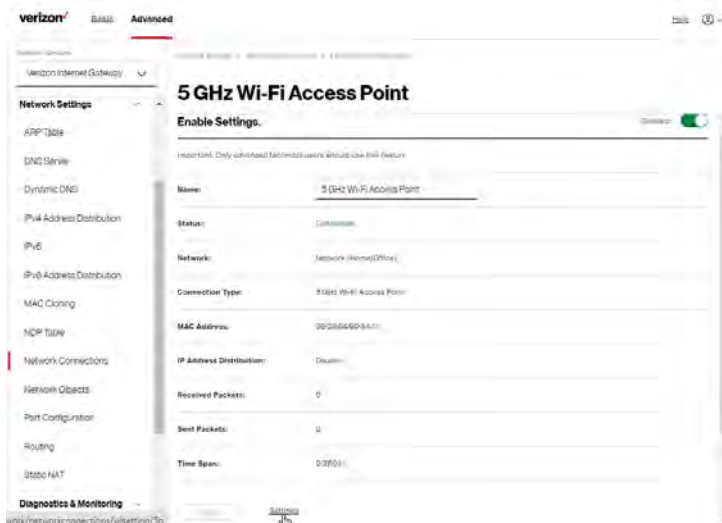 verizon
Basic
Advanced
Help
Verizon Internet Gateway
Network Settings
ARP Table
DNS Server
Dynamic DNS
IPv4 Address Distribution
IPv6
IPv6 Address Distribution
MAC Cloning
NDP Table
Network Connections
Network Objects
Port Configuration
Routing
Static NAT
Diagnostics & Monitoring
5 GHz Wi-Fi Access Point
Enable Settings.
Important: Only advanced technical users should use this feature
Name: 5 GHz Wi-Fi Access Point
Status: Connected
Network: Network (Home/Office)
Connection Type: 5 GHz Wi-Fi Access Point
MAC Address:
IP Address Distribution: Disabled
Received Packets: 0
Sent Packets: 0
Time Span:
Settings